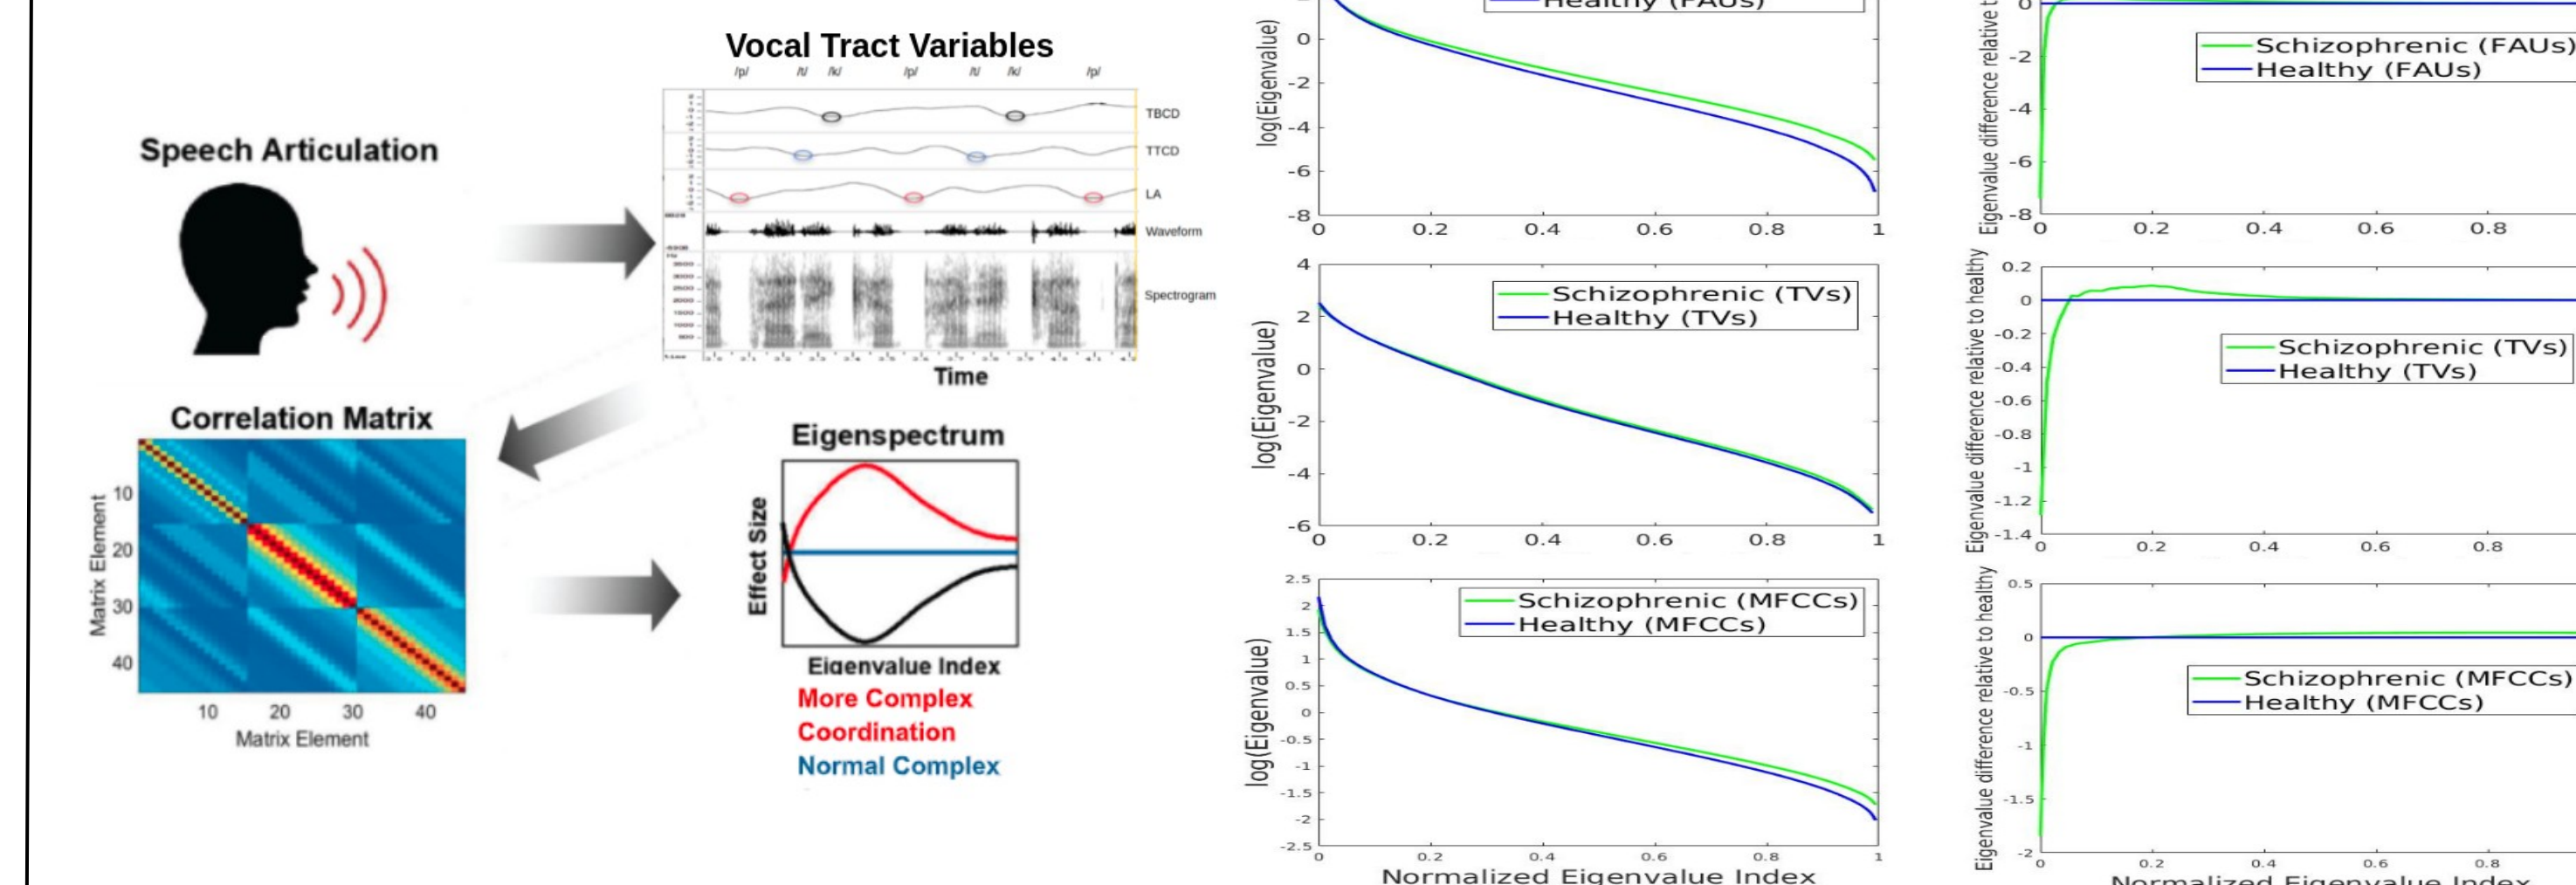 Vocal Tract Variables
/p/ /t/ /k/ /p/ /t/ /k/ /p/
TBCD
TTCD
LA
Waveform
Spectrogram
Time
Speech Articulation
Correlation Matrix
Matrix Element
10
20
30
40
10 20 30 40
Matrix Element
Eigenspectrum
Effect Size
Eigenvalue Index
More Complex
Coordination
Normal Complex
Healthy (FAUs)
log(Eigenvalue)
0
-2
-4
-6
-8
0 0.2 0.4 0.6 0.8 1
Schizophrenic (TVs)
Healthy (TVs)
log(Eigenvalue)
4
2
0
-2
-4
-6
0 0.2 0.4 0.6 0.8 1
Schizophrenic (MFCCs)
Healthy (MFCCs)
log(Eigenvalue)
2.5
2
1.5
1
0.5
0
-0.5
-1
-1.5
-2
-2.5
0 0.2 0.4 0.6 0.8 1
Normalized Eigenvalue Index
Eigenvalue difference relative t
0
-2
-4
-6
-8
Schizophrenic (FAUs)
Healthy (FAUs)
0 0.2 0.4 0.6 0.8
Eigenvalue difference relative to healthy
0.2
0
-0.2
-0.4
-0.6
-0.8
-1
-1.2
-1.4
Schizophrenic (TVs)
Healthy (TVs)
0 0.2 0.4 0.6 0.8
Eigenvalue difference relative to healthy
0.5
0
-0.5
-1
-1.5
-2
Schizophrenic (MFCCs)
Healthy (MFCCs)
0 0.2 0.4 0.6 0.8
Normalized Eigenvalue Index